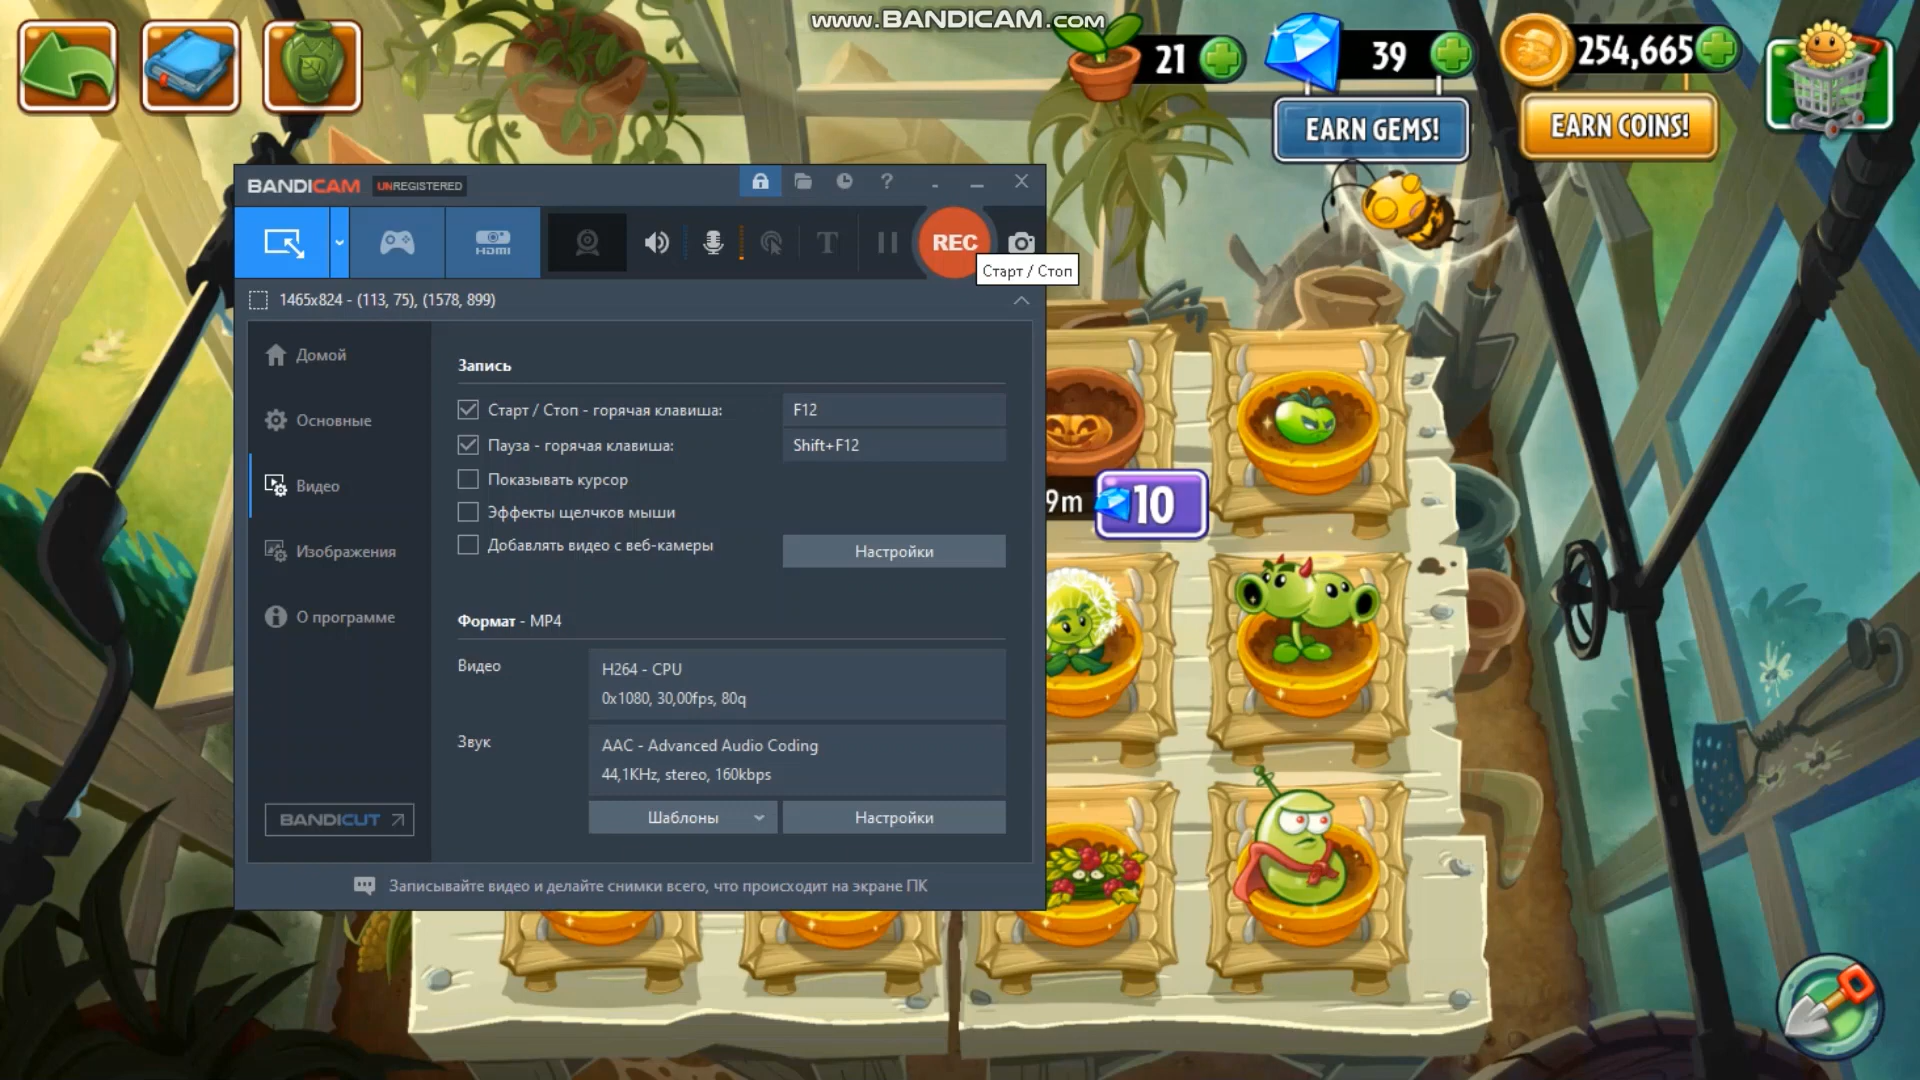 www.BANDICAM.com
21
39
254,665
EARN GEMS!
EARN COINS!
BANDICAM UNREGISTERED
?
HDMI
T
REC
Старт / Стоп
1465x824 - (113, 75), (1578, 899)
Домой
Основные
Видео
Изображения
О программе
BANDICUT
Запись
Старт / Стоп - горячая клавиша: F12
Пауза - горячая клавиша: Shift+F12
Показывать курсор
Эффекты щелчков мыши
Добавлять видео с веб-камеры
Настройки
Формат - MP4
Видео
H264 - CPU
0x1080, 30,00fps, 80q
Звук
AAC - Advanced Audio Coding
44,1KHz, stereo, 160kbps
Шаблоны
Настройки
Записывайте видео и делайте снимки всего, что происходит на экране ПК
9m
10